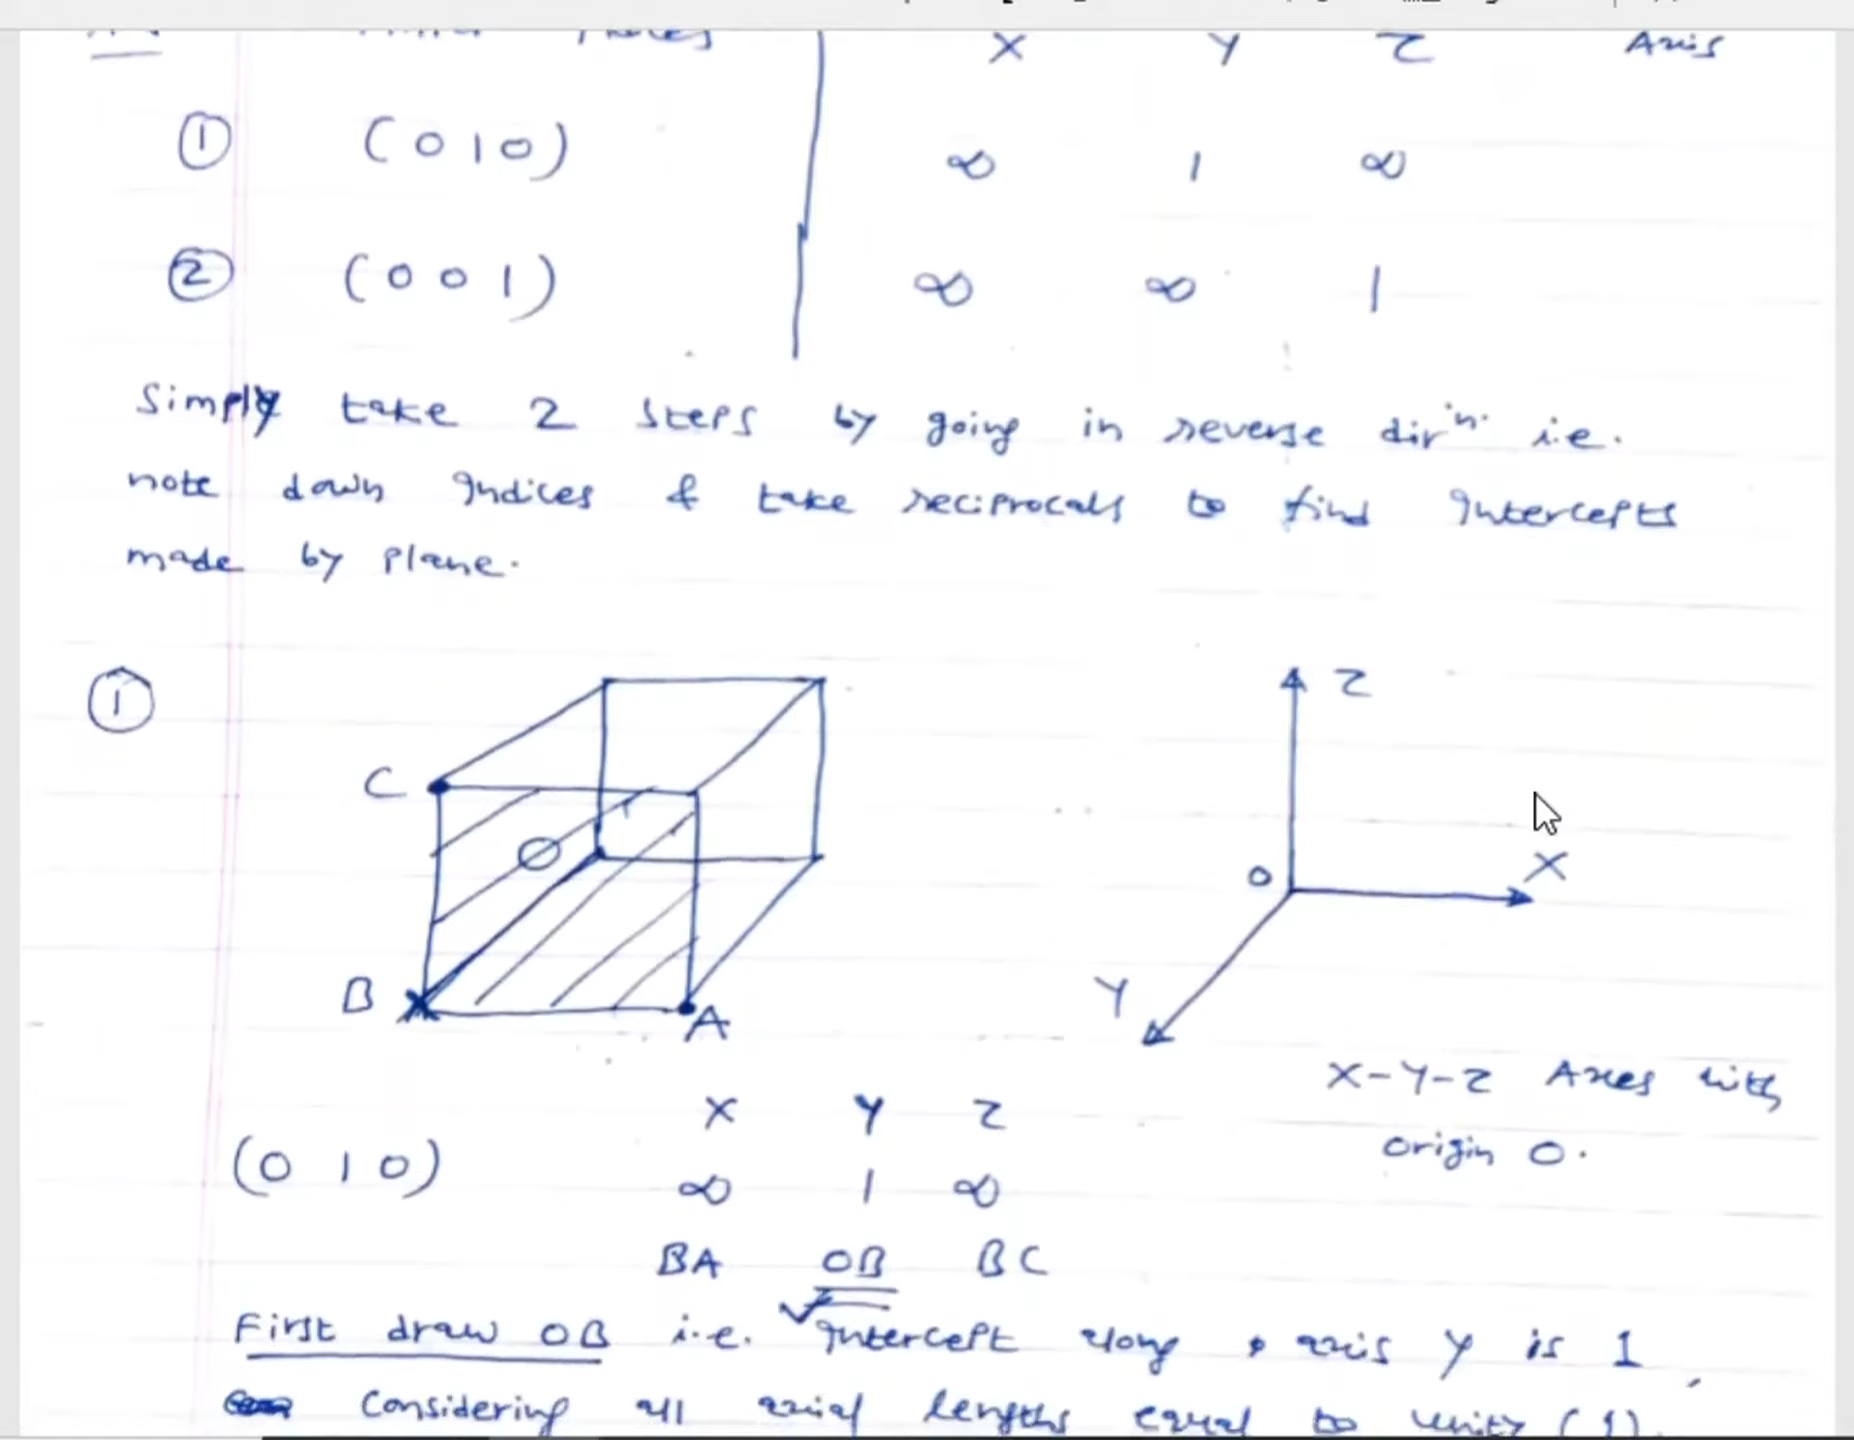 X Y Z Axis
① (0 1 0) ∞ 1 ∞
② (0 0 1) ∞ ∞ 1
Simply take 2 steps by going in reverse dirⁿ. i.e.
note down Indices & take reciprocals to find Intercepts
made by plane.
①
Z
C
O
O X
B A
Y
X-Y-Z Axes with
origin O.
X Y Z
(0 1 0) ∞ 1 ∞
BA OB BC
First draw OB i.e. Intercept along axis Y is 1,
Considering all axial lengths equal to unity (1).